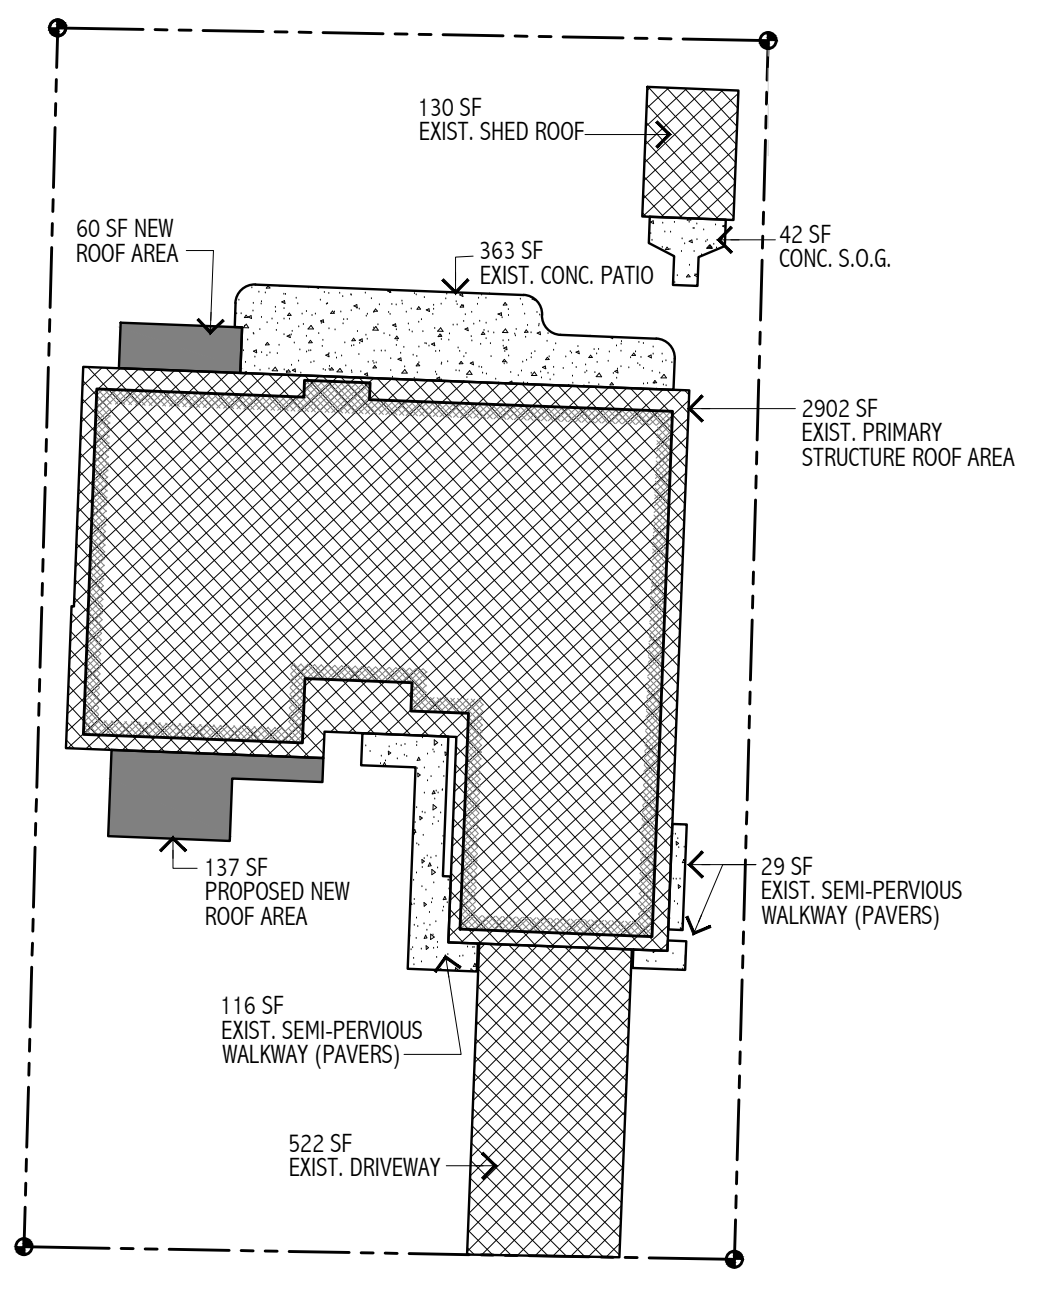 130 SF
EXIST. SHED ROOF
60 SF NEW
ROOF AREA
363 SF
EXIST. CONC. PATIO
42 SF
CONC. S.O.G.
2902 SF
EXIST. PRIMARY
STRUCTURE ROOF AREA
137 SF
PROPOSED NEW
ROOF AREA
29 SF
EXIST. SEMI-PERVIOUS
WALKWAY (PAVERS)
116 SF
EXIST. SEMI-PERVIOUS
WALKWAY (PAVERS)
522 SF
EXIST. DRIVEWAY